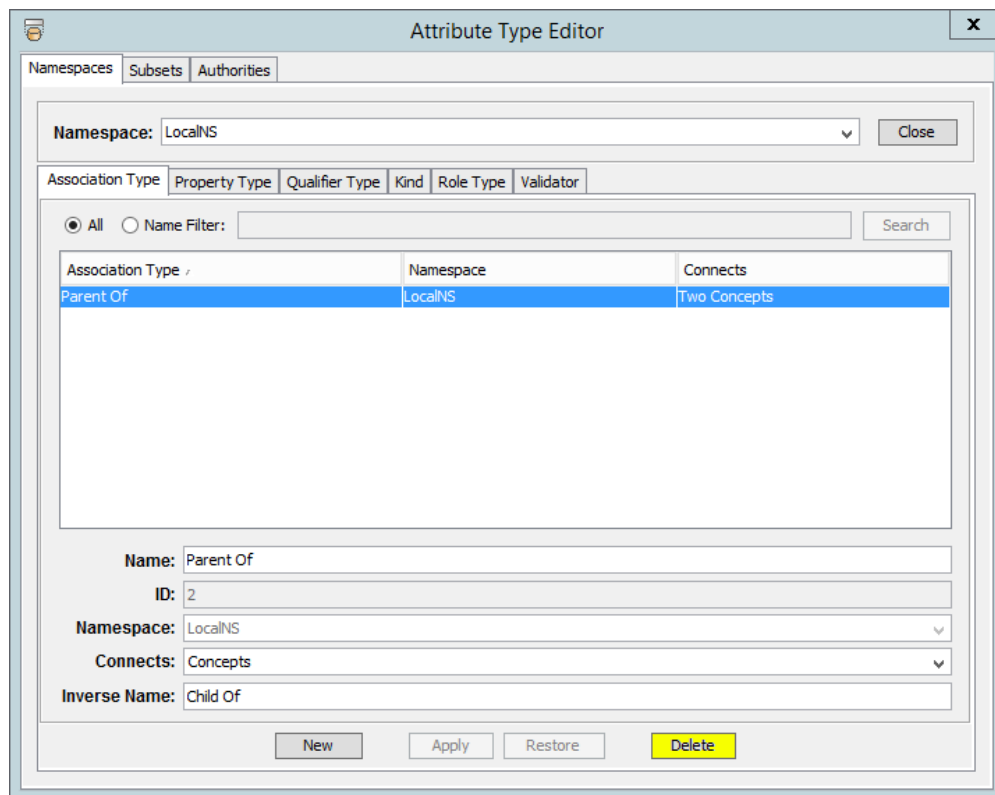 Attribute Type Editor
x
Namespaces Subsets Authorities
Namespace: LocalNS Close
Association Type Property Type Qualifier Type Kind Role Type Validator
All Name Filter: Search
Association Type Namespace Connects
Parent Of LocalNS Two Concepts
Name: Parent Of
ID: 2
Namespace: LocalNS
Connects: Concepts
Inverse Name: Child Of
New Apply Restore Delete